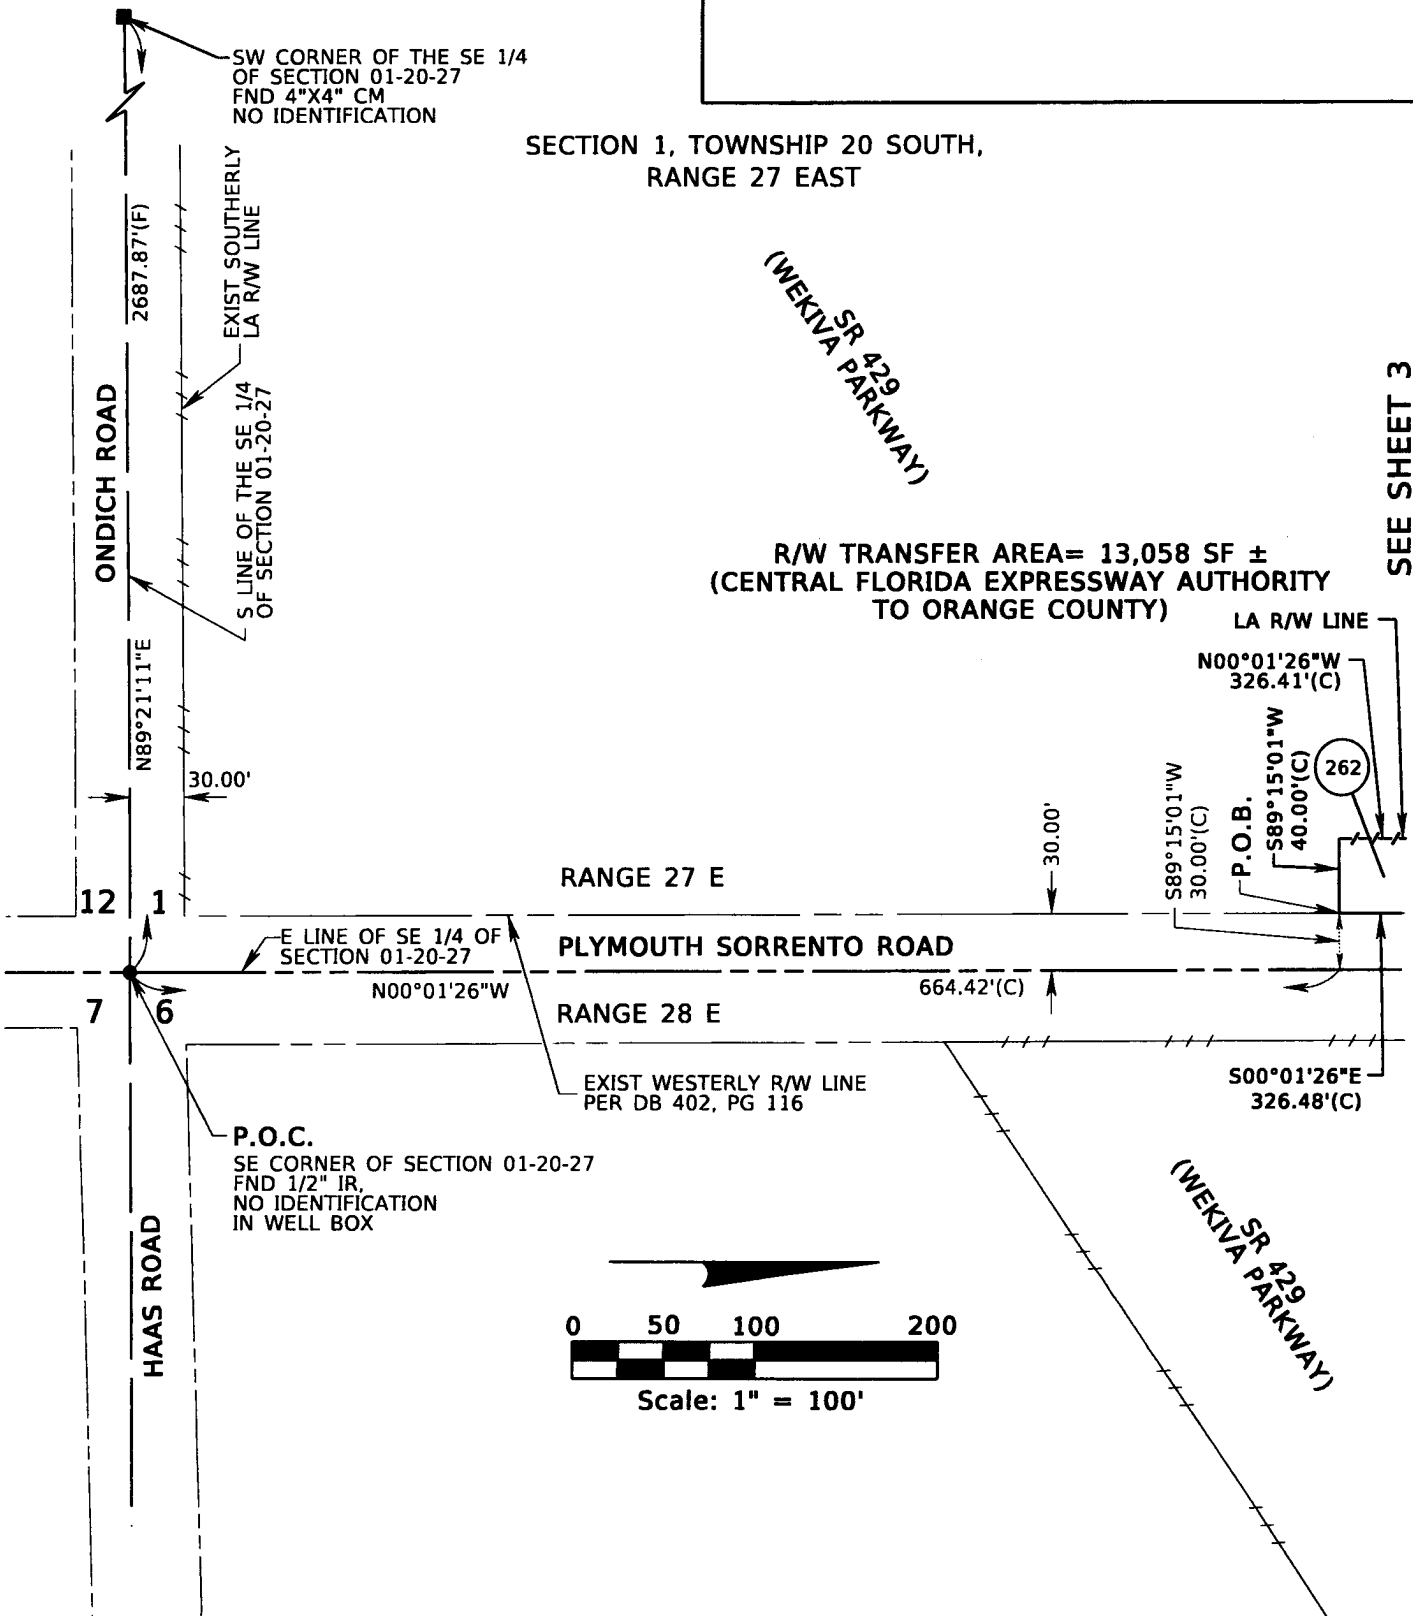 SW CORNER OF THE SE 1/4
OF SECTION 01-20-27
FND 4"X4" CM
NO IDENTIFICATION
SECTION 1, TOWNSHIP 20 SOUTH,
RANGE 27 EAST
2687.87'(F)
EXIST SOUTHERLY
LA R/W LINE
SR 429
(WEKIVA PARKWAY)
SEE SHEET 3
ONDICH ROAD
S LINE OF THE SE 1/4
OF SECTION 01-20-27
R/W TRANSFER AREA= 13,058 SF ±
(CENTRAL FLORIDA EXPRESSWAY AUTHORITY
TO ORANGE COUNTY)
LA R/W LINE
N00°01'26"W
326.41'(C)
N89°21'11"E
30.00'
S89°15'01"W
40.00'(C)
262
S89°15'01"W
30.00'(C)
P.O.B.
30.00'
RANGE 27 E
12
1
E LINE OF SE 1/4 OF
SECTION 01-20-27
PLYMOUTH SORRENTO ROAD
N00°01'26"W
664.42'(C)
7
6
RANGE 28 E
EXIST WESTERLY R/W LINE
PER DB 402, PG 116
S00°01'26"E
326.48'(C)
P.O.C.
SE CORNER OF SECTION 01-20-27
FND 1/2" IR,
NO IDENTIFICATION
IN WELL BOX
HAAS ROAD
SR 429
(WEKIVA PARKWAY)
0 50 100 200
Scale: 1" = 100'